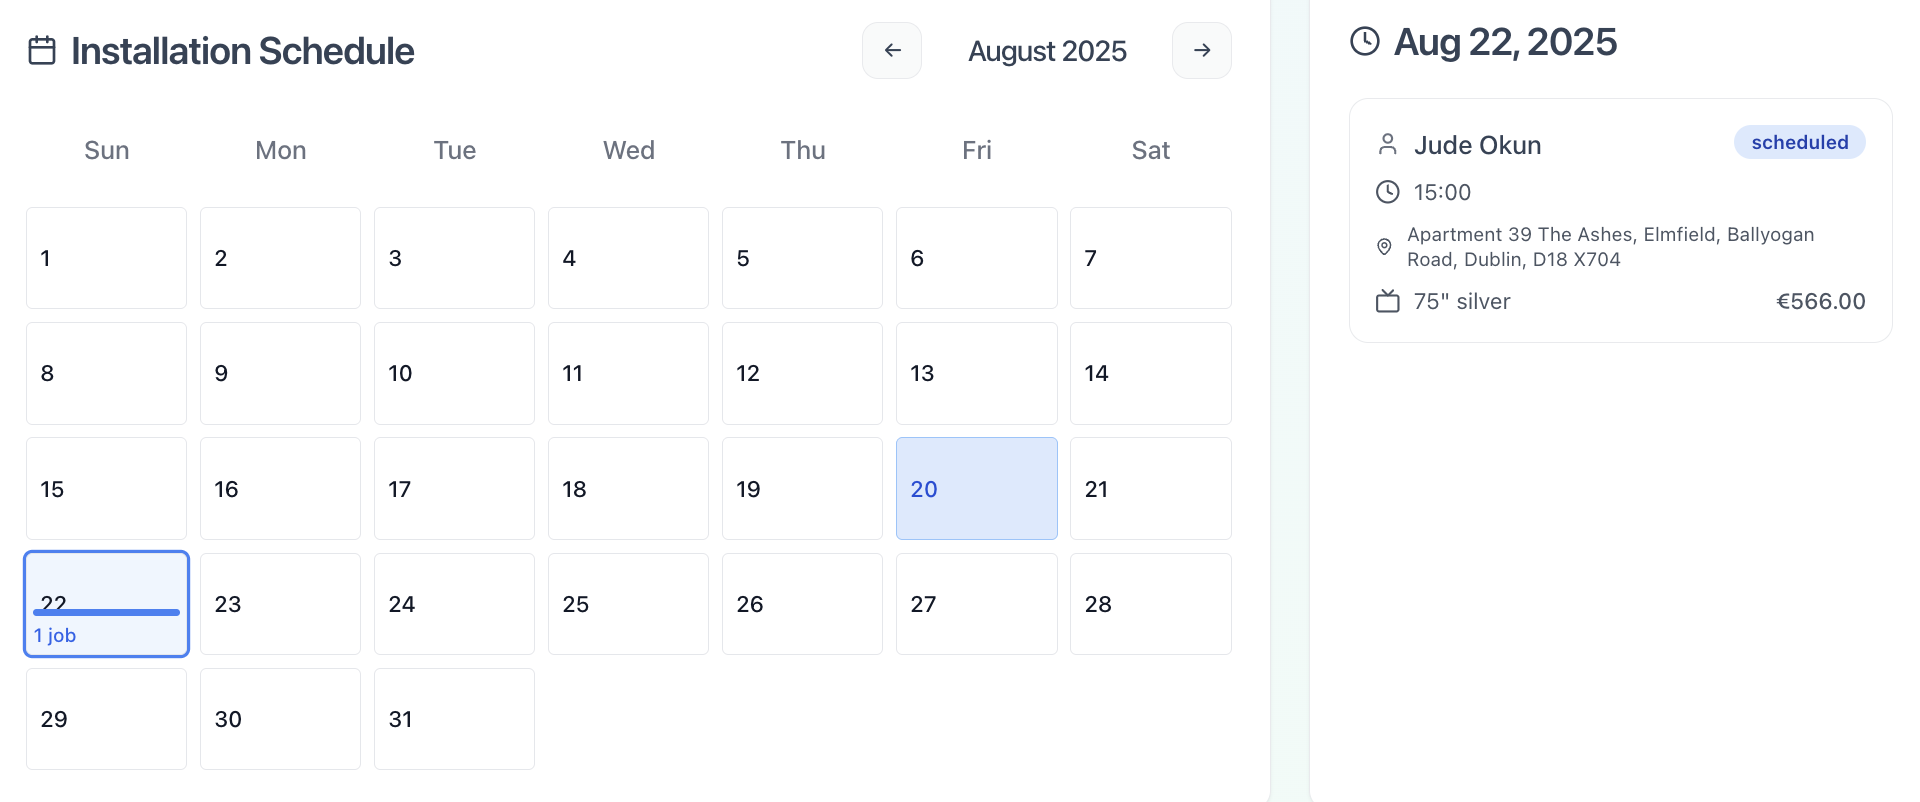 Installation Schedule
August 2025
Sun Mon Tue Wed Thu Fri Sat
1 2 3 4 5 6 7
8 9 10 11 12 13 14
15 16 17 18 19 20 21
22 23 24 25 26 27 28
1 job
29 30 31
Aug 22, 2025
Jude Okun scheduled
15:00
Apartment 39 The Ashes, Elmfield, Ballyogan
Road, Dublin, D18 X704
75" silver €566.00